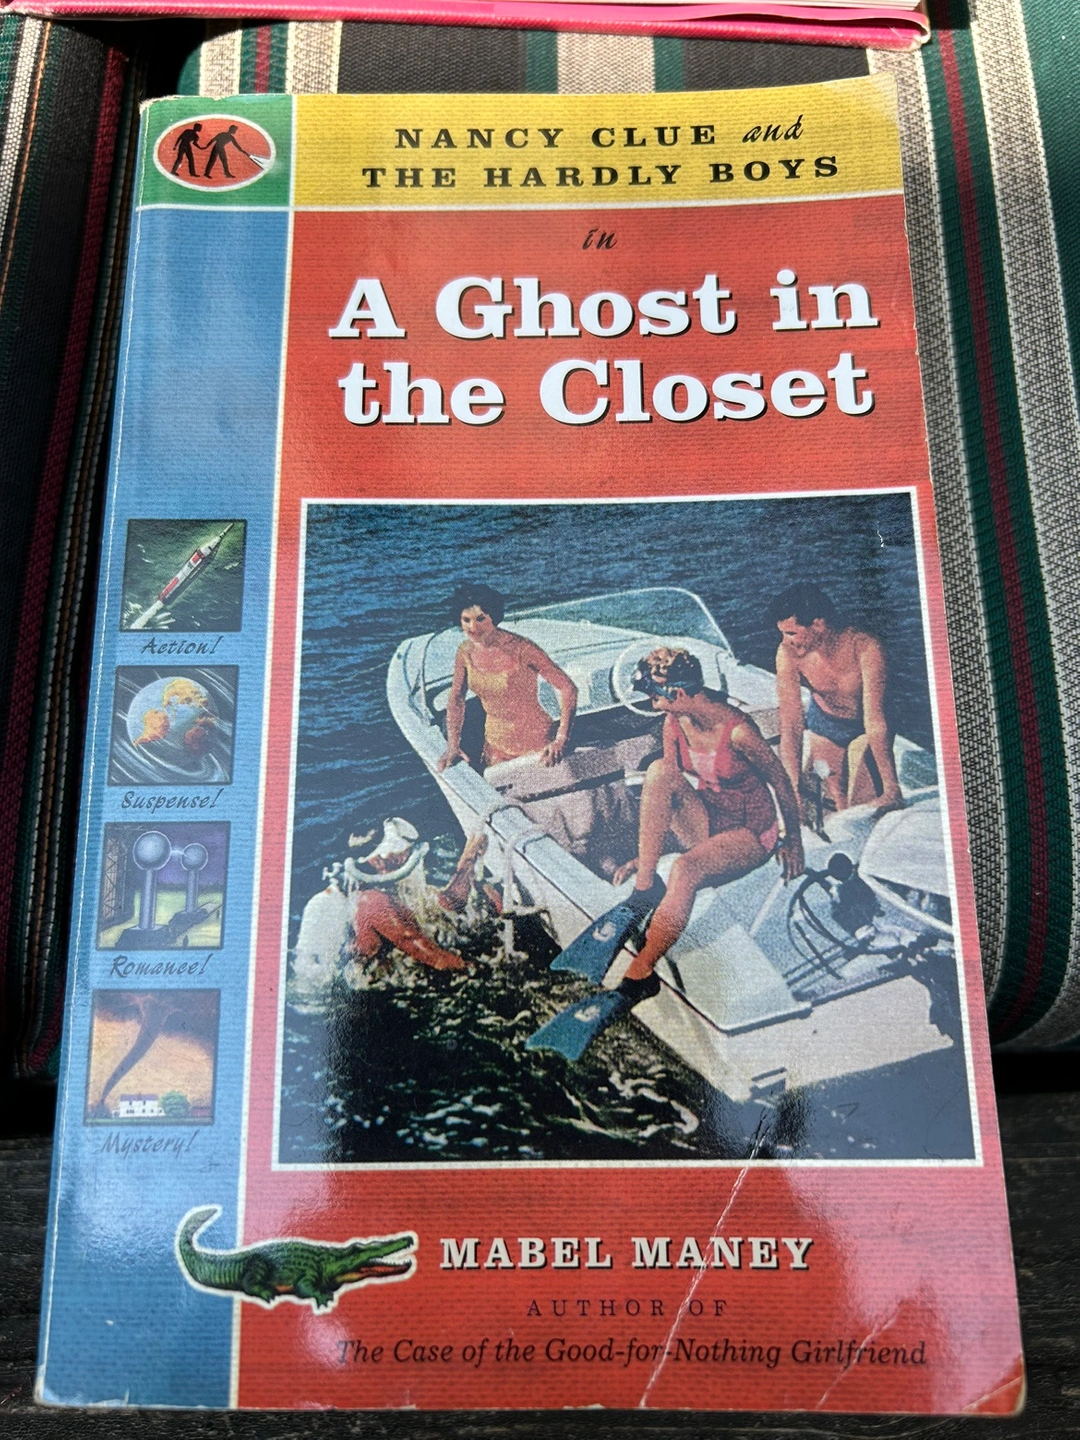 NANCY CLUE and
THE HARDLY BOYS
in
A Ghost in
the Closet
Action!
Suspense!
Romance!
Mystery!
MABEL MANEY
AUTHOR OF
The Case of the Good-for-Nothing Girlfriend